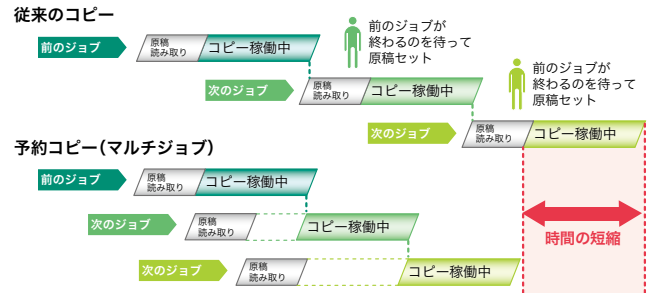 従来のコピー
前のジョブ
原稿
読み取り
コピー稼働中
前のジョブが
終わるのを待って
原稿セット
次のジョブ
原稿
読み取り
コピー稼働中
前のジョブが
終わるのを待って
原稿セット
次のジョブ
原稿
読み取り
コピー稼働中
予約コピー(マルチジョブ)
前のジョブ
原稿
読み取り
コピー稼働中
次のジョブ
原稿
読み取り
コピー稼働中
次のジョブ
原稿
読み取り
コピー稼働中
時間の短縮